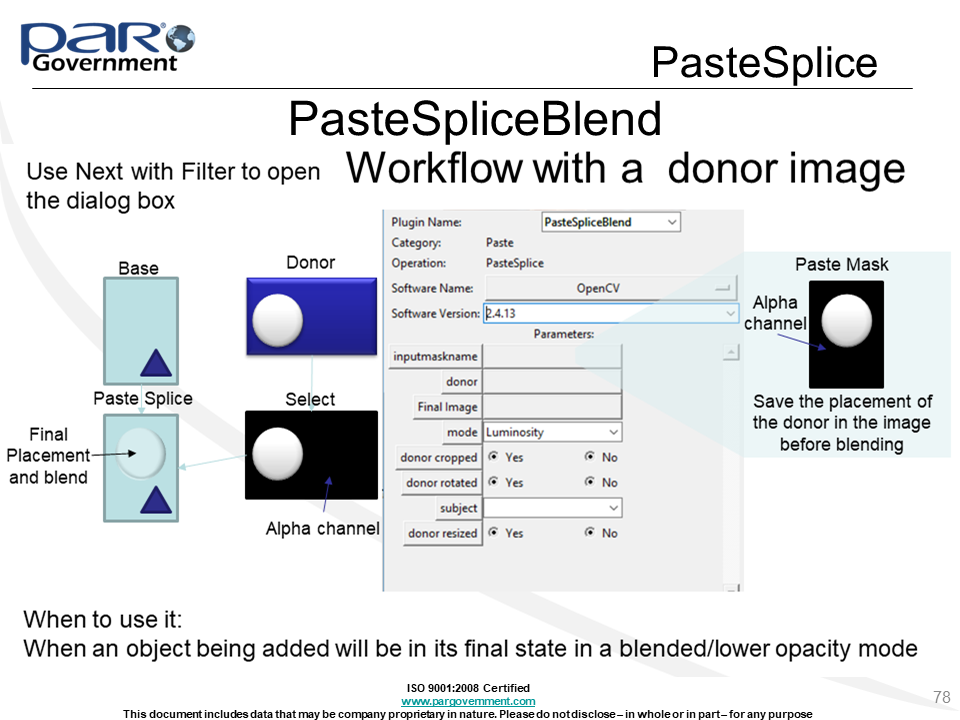 PAR®
Government
PasteSplice
PasteSpliceBlend
Use Next with Filter to open
the dialog box
Workflow with a donor image
Base
Donor
Paste Splice
Select
Final
Placement
and blend
Alpha channel
Plugin Name: PasteSpliceBlend
Category: Paste
Operation: PasteSplice
Software Name: OpenCV
Software Version: 2.4.13
Parameters:
inputmaskname
donor
Final Image
mode Luminosity
donor cropped Yes No
donor rotated Yes No
subject
donor resized Yes No
Paste Mask
Alpha
channel
Save the placement of
the donor in the image
before blending
When to use it:
When an object being added will be in its final state in a blended/lower opacity mode
ISO 9001:2008 Certified
www.pargovernment.com
This document includes data that may be company proprietary in nature. Please do not disclose – in whole or in part – for any purpose
78